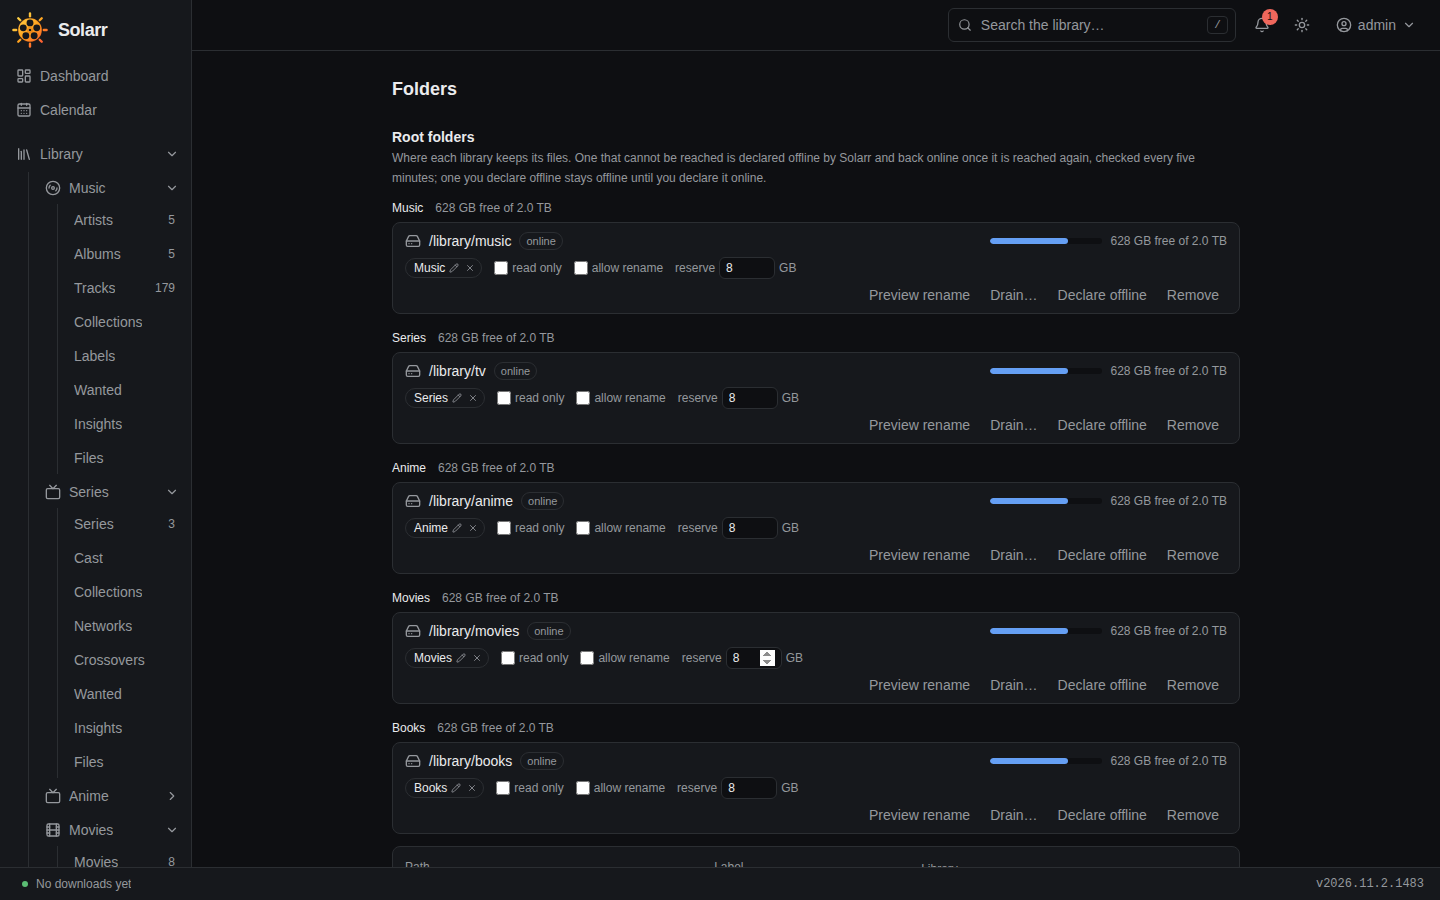 Solarr
Search the library…
/
1
admin
Dashboard
Calendar
Library
Music
Artists 5
Albums 5
Tracks 179
Collections
Labels
Wanted
Insights
Files
Series
Series 3
Cast
Collections
Networks
Crossovers
Wanted
Insights
Files
Anime
Movies
Movies 8
Folders
Root folders
Where each library keeps its files. One that cannot be reached is declared offline by Solarr and back online once it is reached again, checked every five
minutes; one you declare offline stays offline until you declare it online.
Music 628 GB free of 2.0 TB
/library/music online 628 GB free of 2.0 TB
Music read only allow rename reserve 8 GB
Preview rename Drain… Declare offline Remove
Series 628 GB free of 2.0 TB
/library/tv online 628 GB free of 2.0 TB
Series read only allow rename reserve 8 GB
Preview rename Drain… Declare offline Remove
Anime 628 GB free of 2.0 TB
/library/anime online 628 GB free of 2.0 TB
Anime read only allow rename reserve 8 GB
Preview rename Drain… Declare offline Remove
Movies 628 GB free of 2.0 TB
/library/movies online 628 GB free of 2.0 TB
Movies read only allow rename reserve 8 GB
Preview rename Drain… Declare offline Remove
Books 628 GB free of 2.0 TB
/library/books online 628 GB free of 2.0 TB
Books read only allow rename reserve 8 GB
Preview rename Drain… Declare offline Remove
Path Label Library
No downloads yet
v2026.11.2.1483